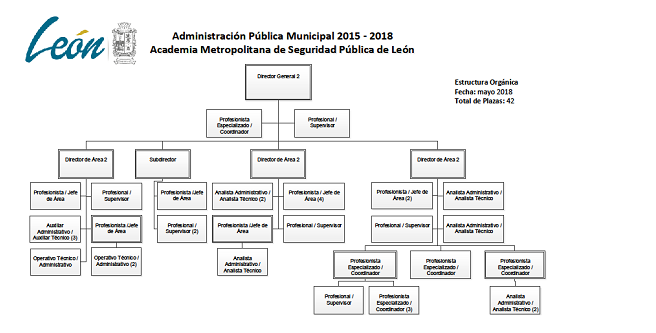 León
Administración Pública Municipal 2015 - 2018
Academia Metropolitana de Seguridad Pública de León
Estructura Orgánica
Fecha: mayo 2018
Total de Plazas: 42
Director General 2
Profesionista
Especializado /
Coordinador
Profesional /
Supervisor
Director de Área 2
Subdirector
Director de Área 2
Director de Área 2
Profesionista / Jefe
de Área
Profesional /
Supervisor
Profesionista /Jefe
de Área
Analista Administrativo /
Analista Técnico (2)
Profesionista / Jefe
de Área (4)
Profesionista / Jefe
de Área (2)
Analista Administrativo /
Analista Técnico
Auxiliar
Administrativo /
Auxiliar Técnico (3)
Profesionista /Jefe
de Área
Profesional /
Supervisor (2)
Profesionista /Jefe de
Área
Profesional / Supervisor
Profesional / Supervisor
Analista Administrativo /
Analista Técnico
Operativo Técnico /
Administrativo
Operativo Técnico /
Administrativo (2)
Analista Administrativo /
Analista Técnico
Profesionista
Especializado /
Coordinador
Profesionista
Especializado /
Coordinador
Profesionista
Especializado /
Coordinador
Profesional /
Supervisor
Profesionista
Especializado /
Coordinador (3)
Analista
Administrativo /
Analista Técnico (2)